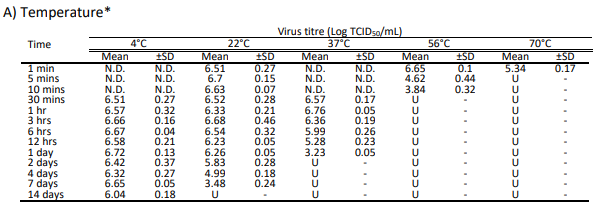 A) Temperature*
Virus titre (Log TCID50/mL)
Time 4°C 22°C 37°C 56°C 70°C
Mean ±SD Mean ±SD Mean ±SD Mean ±SD Mean ±SD
1 min N.D. N.D. 6.51 0.27 N.D. N.D. 6.65 0.1 5.34 0.17
5 mins N.D. N.D. 6.7 0.15 N.D. N.D. 4.62 0.44 U -
10 mins N.D. N.D. 6.63 0.07 N.D. N.D. 3.84 0.32 U -
30 mins 6.51 0.27 6.52 0.28 6.57 0.17 U - U -
1 hr 6.57 0.32 6.33 0.21 6.76 0.05 U - U -
3 hrs 6.66 0.16 6.68 0.46 6.36 0.19 U - U -
6 hrs 6.67 0.04 6.54 0.32 5.99 0.26 U - U -
12 hrs 6.58 0.21 6.23 0.05 5.28 0.23 U - U -
1 day 6.72 0.13 6.26 0.05 3.23 0.05 U - U -
2 days 6.42 0.37 5.83 0.28 U - U - U -
4 days 6.32 0.27 4.99 0.18 U - U - U -
7 days 6.65 0.05 3.48 0.24 U - U - U -
14 days 6.04 0.18 U - U - U - U -